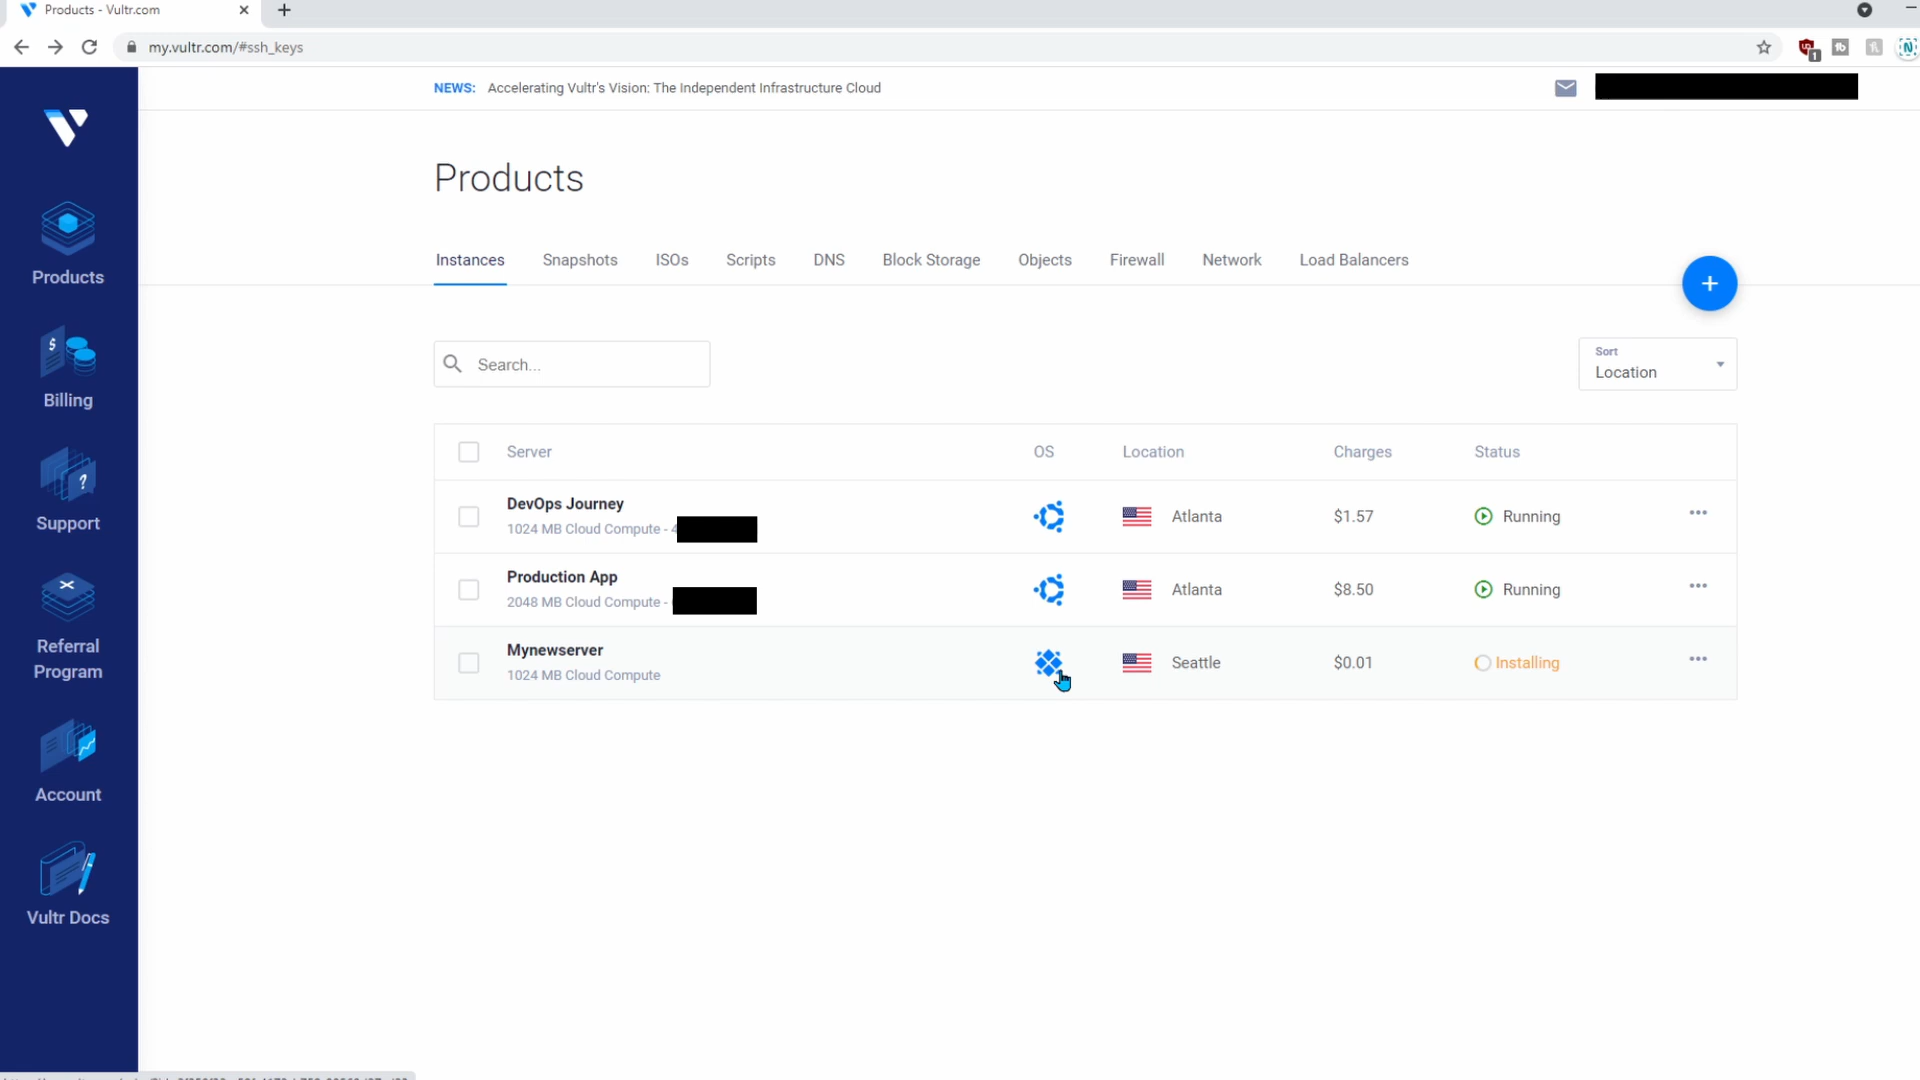 Products - Vultr.com
my.vultr.com/#ssh_keys
1
NEWS: Accelerating Vultr's Vision: The Independent Infrastructure Cloud
Products
Instances Snapshots ISOs Scripts DNS Block Storage Objects Firewall Network Load Balancers
+
Search...
Sort
Location
Server OS Location Charges Status
DevOps Journey
1024 MB Cloud Compute - 4
Atlanta $1.57 Running
Production App
2048 MB Cloud Compute -
Atlanta $8.50 Running
Mynewserver
1024 MB Cloud Compute
Seattle $0.01 Installing
Products
Billing
Support
Referral
Program
Account
Vultr Docs